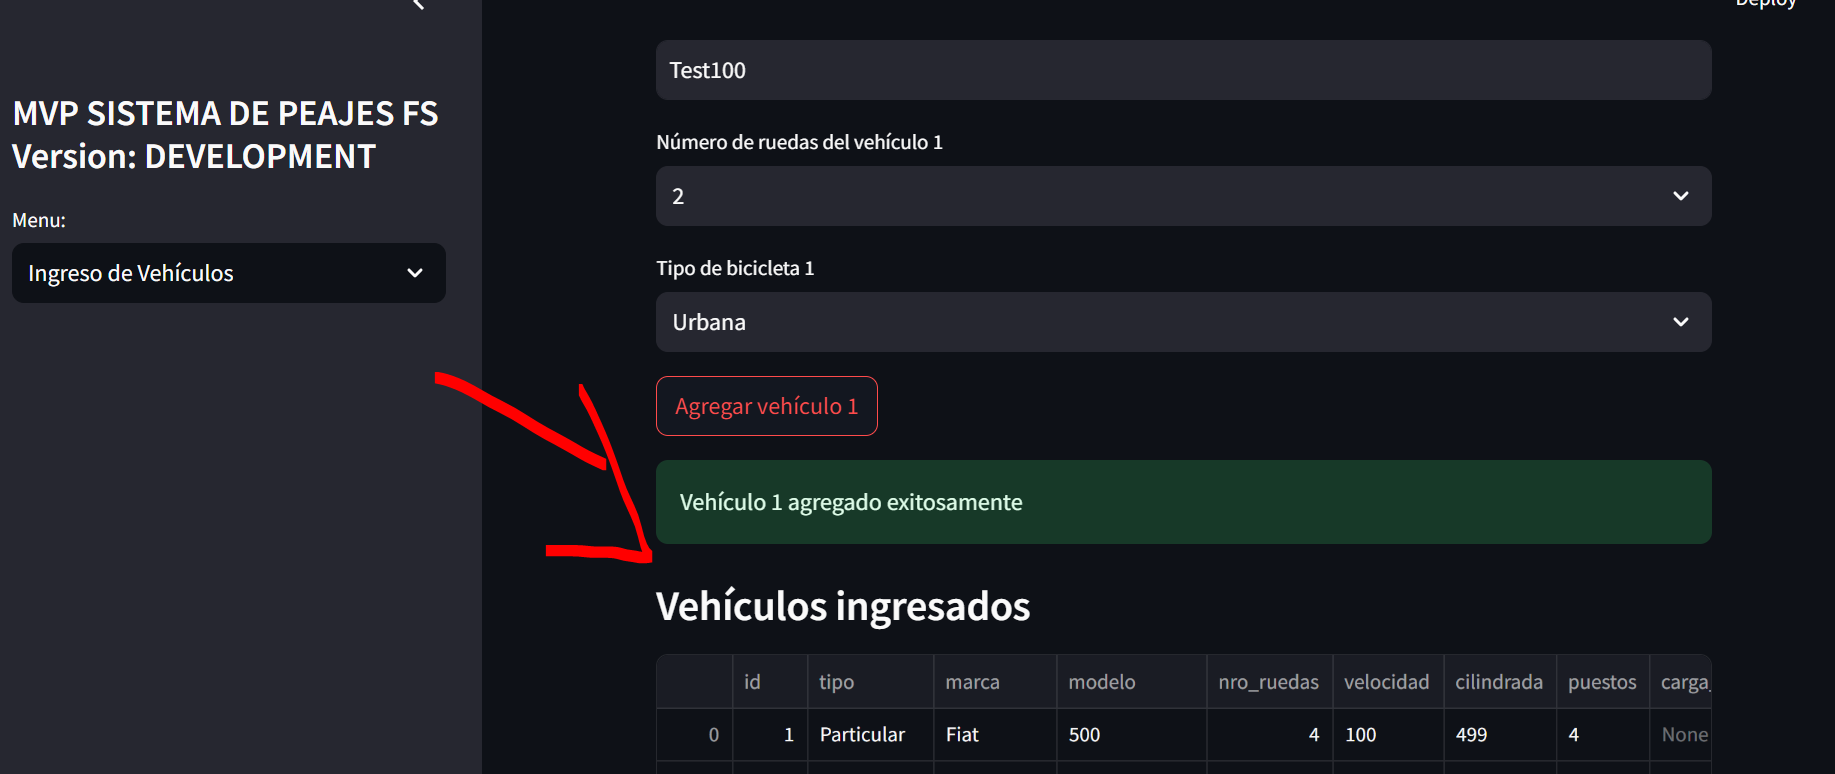 Deploy
MVP SISTEMA DE PEAJES FS
Version: DEVELOPMENT
Menu:
Ingreso de Vehículos
Test100
Número de ruedas del vehículo 1
2
Tipo de bicicleta 1
Urbana
Agregar vehículo 1
Vehículo 1 agregado exitosamente
Vehículos ingresados
id tipo marca modelo nro_ruedas velocidad cilindrada puestos carga_
0 1 Particular Fiat 500 4 100 499 4 None